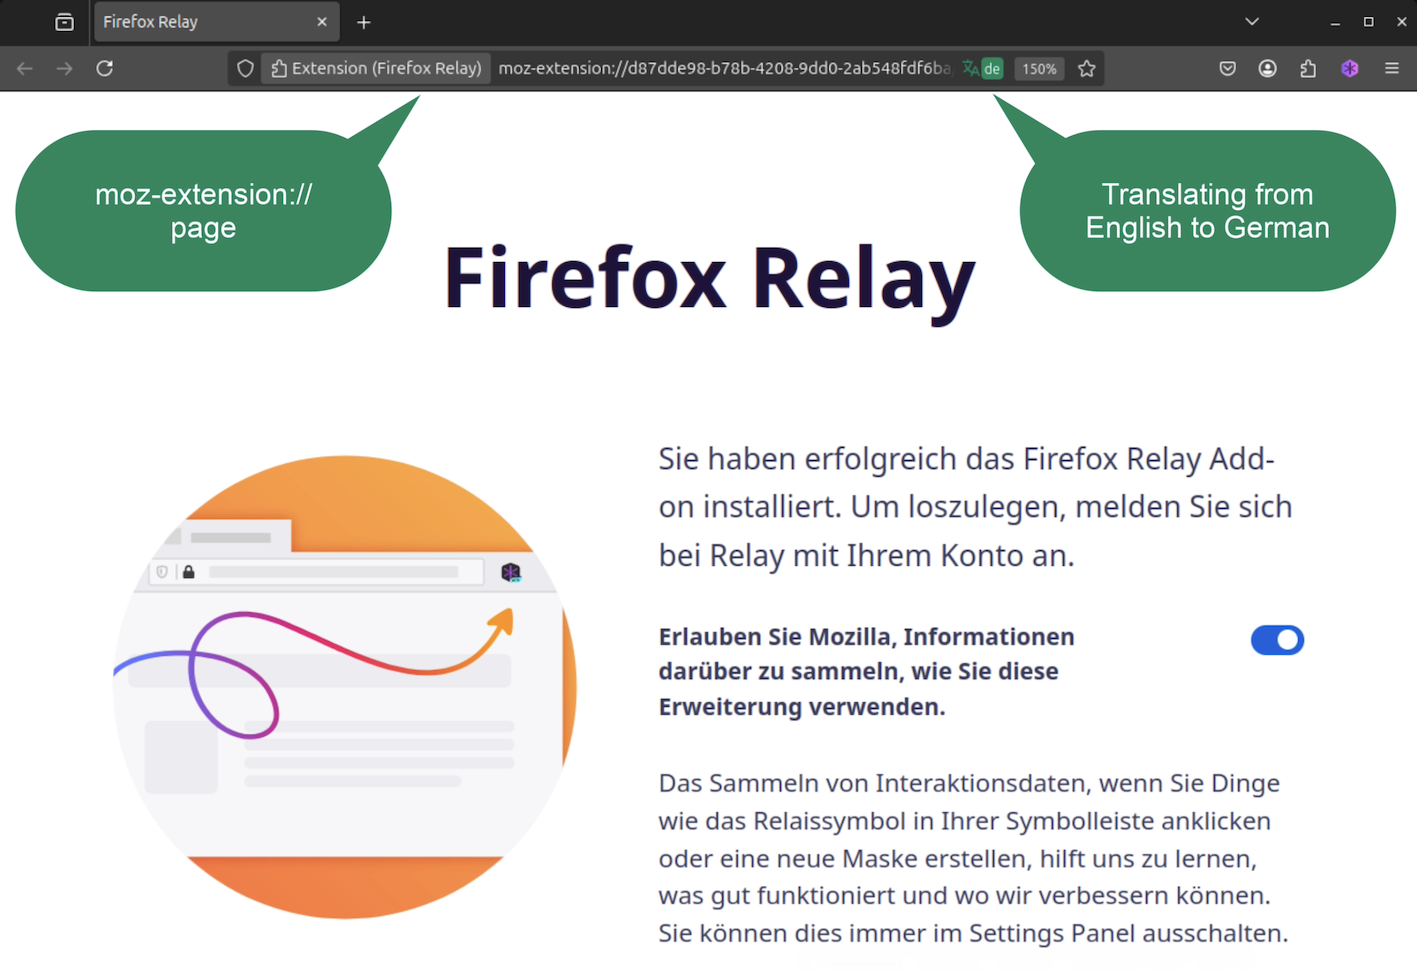 Firefox Relay
Extension (Firefox Relay)
moz-extension://d87dde98-b78b-4208-9dd0-2ab548fdf6ba
de
150%
moz-extension://
page
Translating from
English to German
Firefox Relay
Sie haben erfolgreich das Firefox Relay Add-
on installiert. Um loszulegen, melden Sie sich
bei Relay mit Ihrem Konto an.
Erlauben Sie Mozilla, Informationen
darüber zu sammeln, wie Sie diese
Erweiterung verwenden.
Das Sammeln von Interaktionsdaten, wenn Sie Dinge
wie das Relaissymbol in Ihrer Symbolleiste anklicken
oder eine neue Maske erstellen, hilft uns zu lernen,
was gut funktioniert und wo wir verbessern können.
Sie können dies immer im Settings Panel ausschalten.